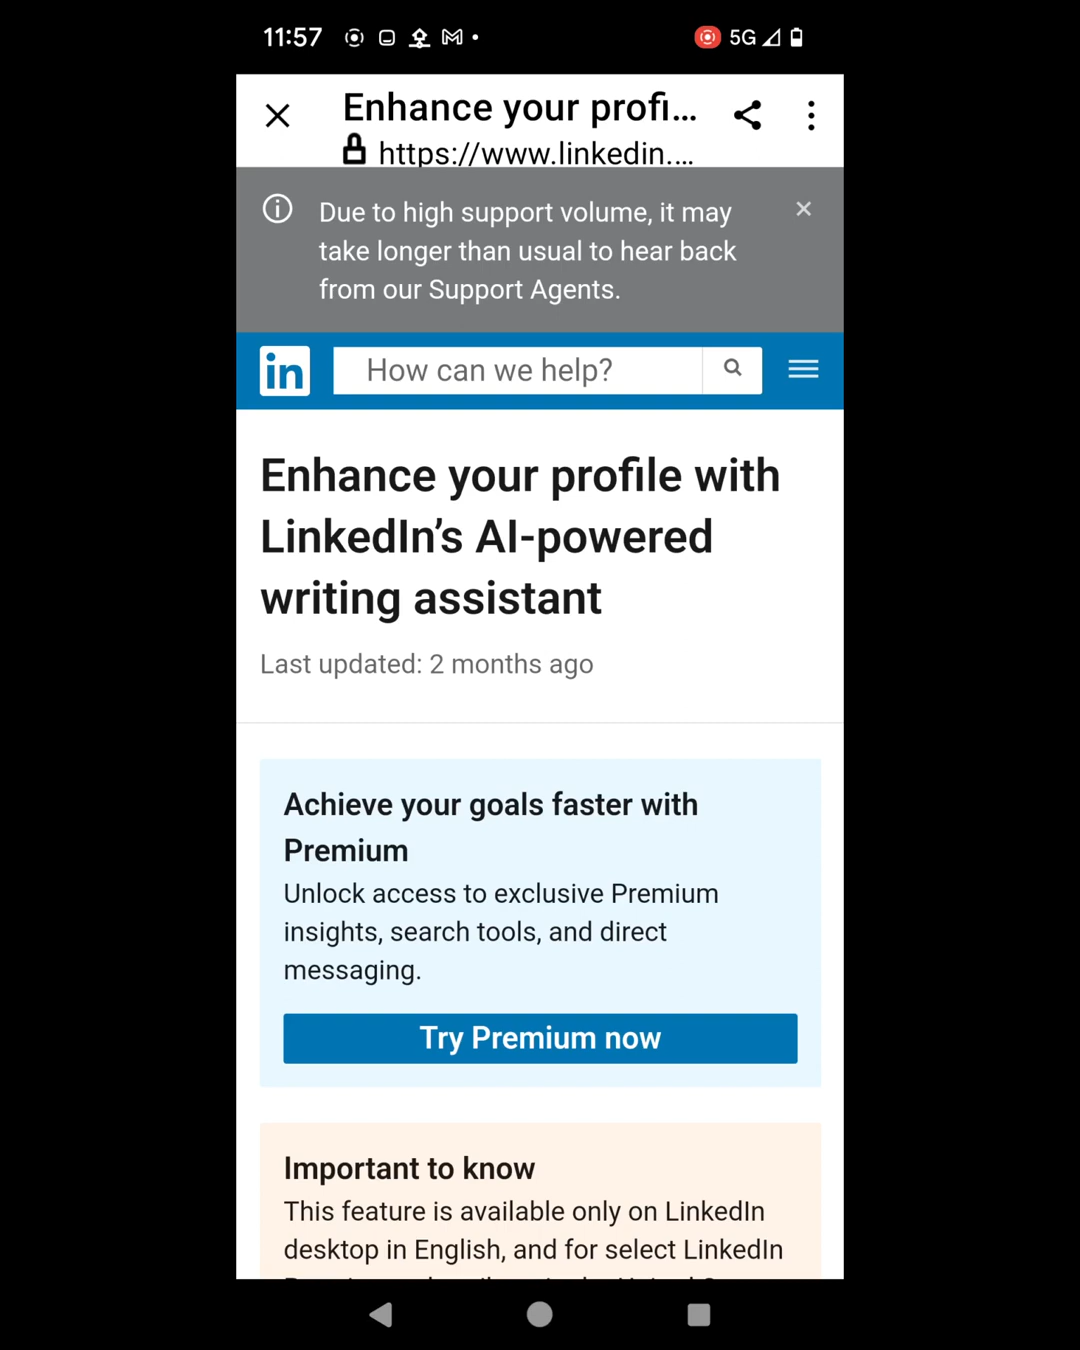 11:57
5G
Enhance your profi...
https://www.linkedin....
Due to high support volume, it may
take longer than usual to hear back
from our Support Agents.
in
How can we help?
Enhance your profile with
LinkedIn’s AI-powered
writing assistant
Last updated: 2 months ago
Achieve your goals faster with
Premium
Unlock access to exclusive Premium
insights, search tools, and direct
messaging.
Try Premium now
Important to know
This feature is available only on LinkedIn
desktop in English, and for select LinkedIn